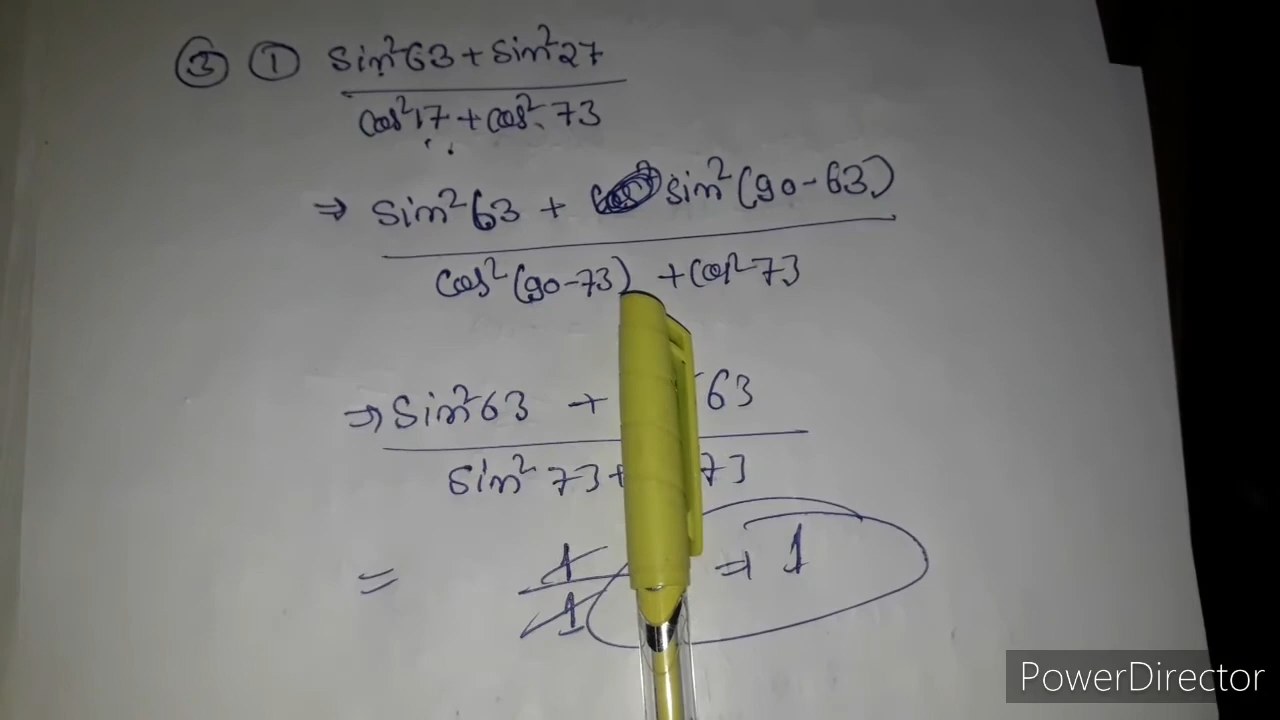 ③ ① sin²63 + sin²27
cos²17 + cos²73
⇒ sin²63 + sin²(90-63)
cos²(90-73) + cos²73
⇒ sin²63 + 63
sin²73 + 73
= 1 ⇒ 1
1
PowerDirector